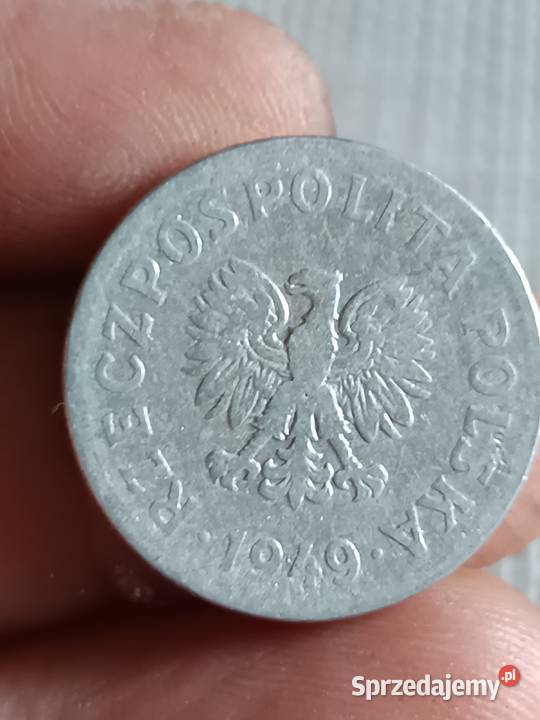 RZECZPOSPOLITA POLSKA
· 1949 ·
Sprzedajemy.pl